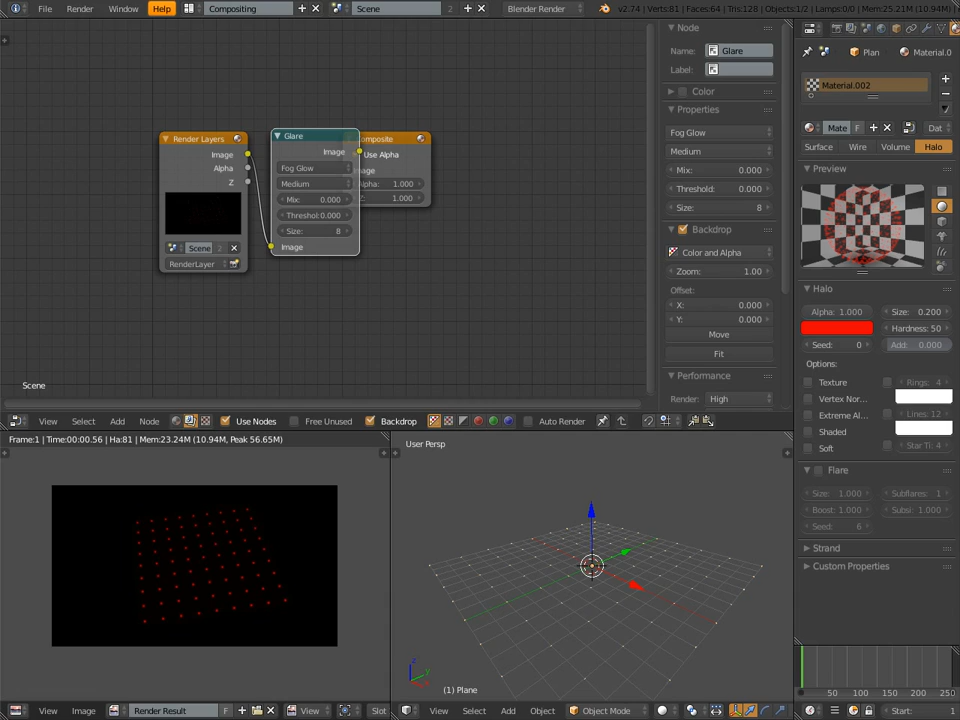 File Render Window Help Compositing Scene 2 Blender Render v2.74 | Verts:81 | Faces:64 | Tris:128 | Objects:1/2 | Lamps:0/0 | Mem:25.21M (10.94M)
Node
Name: Glare
Label:
Color
Properties
Fog Glow
Medium
Mix: 0.000
Threshold: 0.000
Size: 8
Backdrop
Color and Alpha
Zoom: 1.00
Offset:
X: 0.000
Y: 0.000
Move
Fit
Performance
Render: High
Render Layers
Image
Alpha
Z
Scene 2
RenderLayer
Glare
Image
Fog Glow
Medium
Mix: 0.000
Threshol:0.000
Size: 8
Image
omposite
Use Alpha
mage
Alpha: 1.000
Z: 1.000
Scene
View Select Add Node Use Nodes Free Unused Backdrop Auto Render
Frame:1 | Time:00:00.56 | Ha:81 | Mem:23.24M (10.94M, Peak 56.65M)
View Image Render Result F View Slot
User Persp
(1) Plane
View Select Add Object Object Mode
Plan Material.0
Material.002
Mate F Dat
Surface Wire Volume Halo
Preview
Halo
Alpha: 1.000 Size: 0.200
Hardness: 50
Seed: 0 Add: 0.000
Options:
Texture Rings: 4
Vertex Nor...
Extreme Al... Lines: 12
Shaded
Soft Star Ti: 4
Flare
Size: 1.000 Subflares: 1
Boost: 1.000 Subsi: 1.000
Seed: 6
Strand
Custom Properties
50 100 150 200 250
Start: 1